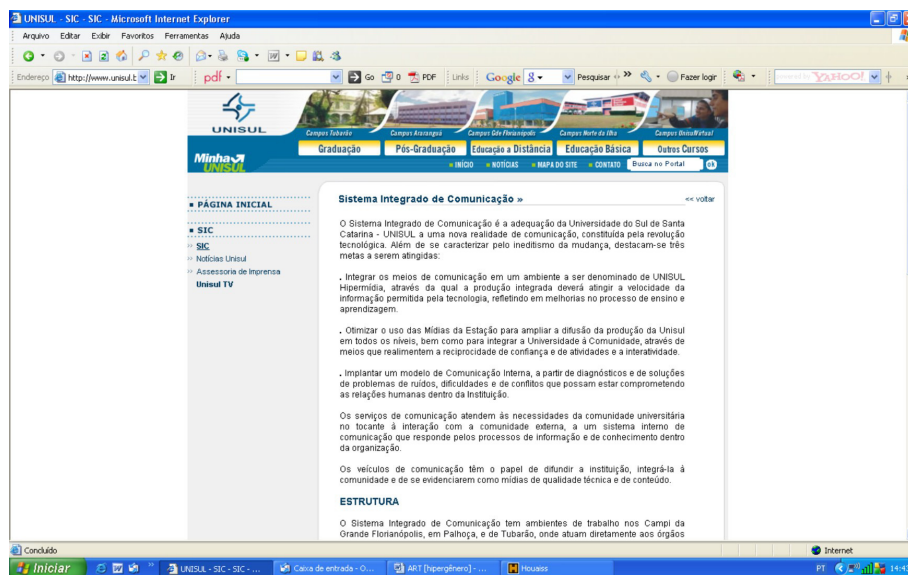 UNISUL - SIC - SIC - Microsoft Internet Explorer
Arquivo Editar Exibir Favoritos Ferramentas Ajuda
Endereço http://www.unisul.t Ir pdf Go 0 PDF Links Google Pesquisar Fazer logir YAHOO!
UNISUL
Campus Tubarão Campus Araranguá Campus Gde Florianópolis Campus Norte da Ilha Campus UnisulVirtual
Graduação Pós-Graduação Educação a Distância Educação Básica Outros Cursos
Minha UNISUL
INÍCIO NOTÍCIAS MAPA DO SITE CONTATO Busca no Portal ok
PÁGINA INICIAL
SIC
SIC
Notícias Unisul
Assessoria de Imprensa
Unisul TV
Sistema Integrado de Comunicação » << voltar
O Sistema Integrado de Comunicação é a adequação da Universidade do Sul de Santa
Catarina - UNISUL a uma nova realidade de comunicação, constituída pela revolução
tecnológica. Além de se caracterizar pelo ineditismo da mudança, destacam-se três
metas a serem atingidas:
. Integrar os meios de comunicação em um ambiente a ser denominado de UNISUL
Hipermídia, através da qual a produção integrada deverá atingir a velocidade da
informação permitida pela tecnologia, refletindo em melhorias no processo de ensino e
aprendizagem.
. Otimizar o uso das Mídias da Estação para ampliar a difusão da produção da Unisul
em todos os níveis, bem como para integrar a Universidade à Comunidade, através de
meios que realimentem a reciprocidade de confiança e de atividades e a interatividade.
. Implantar um modelo de Comunicação Interna, a partir de diagnósticos e de soluções
de problemas de ruídos, dificuldades e de conflitos que possam estar comprometendo
as relações humanas dentro da Instituição.
Os serviços de comunicação atendem às necessidades da comunidade universitária
no tocante à interação com a comunidade externa, a um sistema interno de
comunicação que responde pelos processos de informação e de conhecimento dentro
da organização.
Os veículos de comunicação têm o papel de difundir a instituição, integrá-la à
comunidade e de se evidenciarem como mídias de qualidade técnica e de conteúdo.
ESTRUTURA
O Sistema Integrado de Comunicação tem ambientes de trabalho nos Campi da
Grande Florianópolis, em Palhoça, e de Tubarão, onde atuam diretamente aos órgãos
Concluído Internet
Iniciar UNISUL - SIC - SIC - ... Caixa de entrada - O... ART [hipergênero] - ... Houaiss PT 14:4